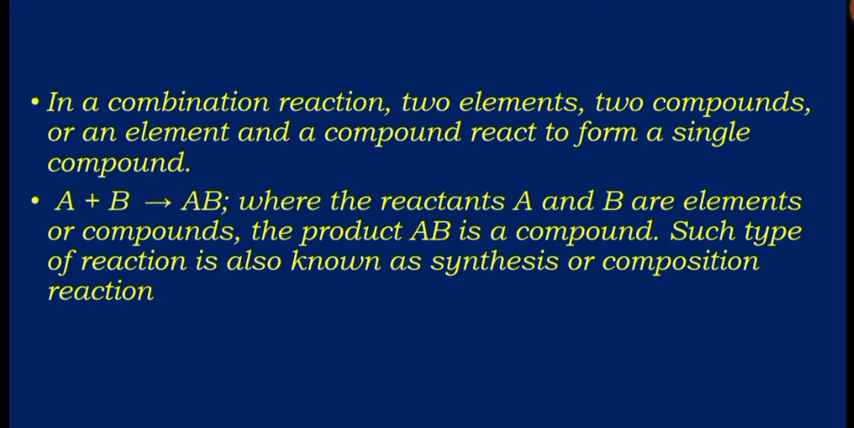 • In a combination reaction, two elements, two compounds,
or an element and a compound react to form a single
compound.
• A + B → AB; where the reactants A and B are elements
or compounds, the product AB is a compound. Such type
of reaction is also known as synthesis or composition
reaction